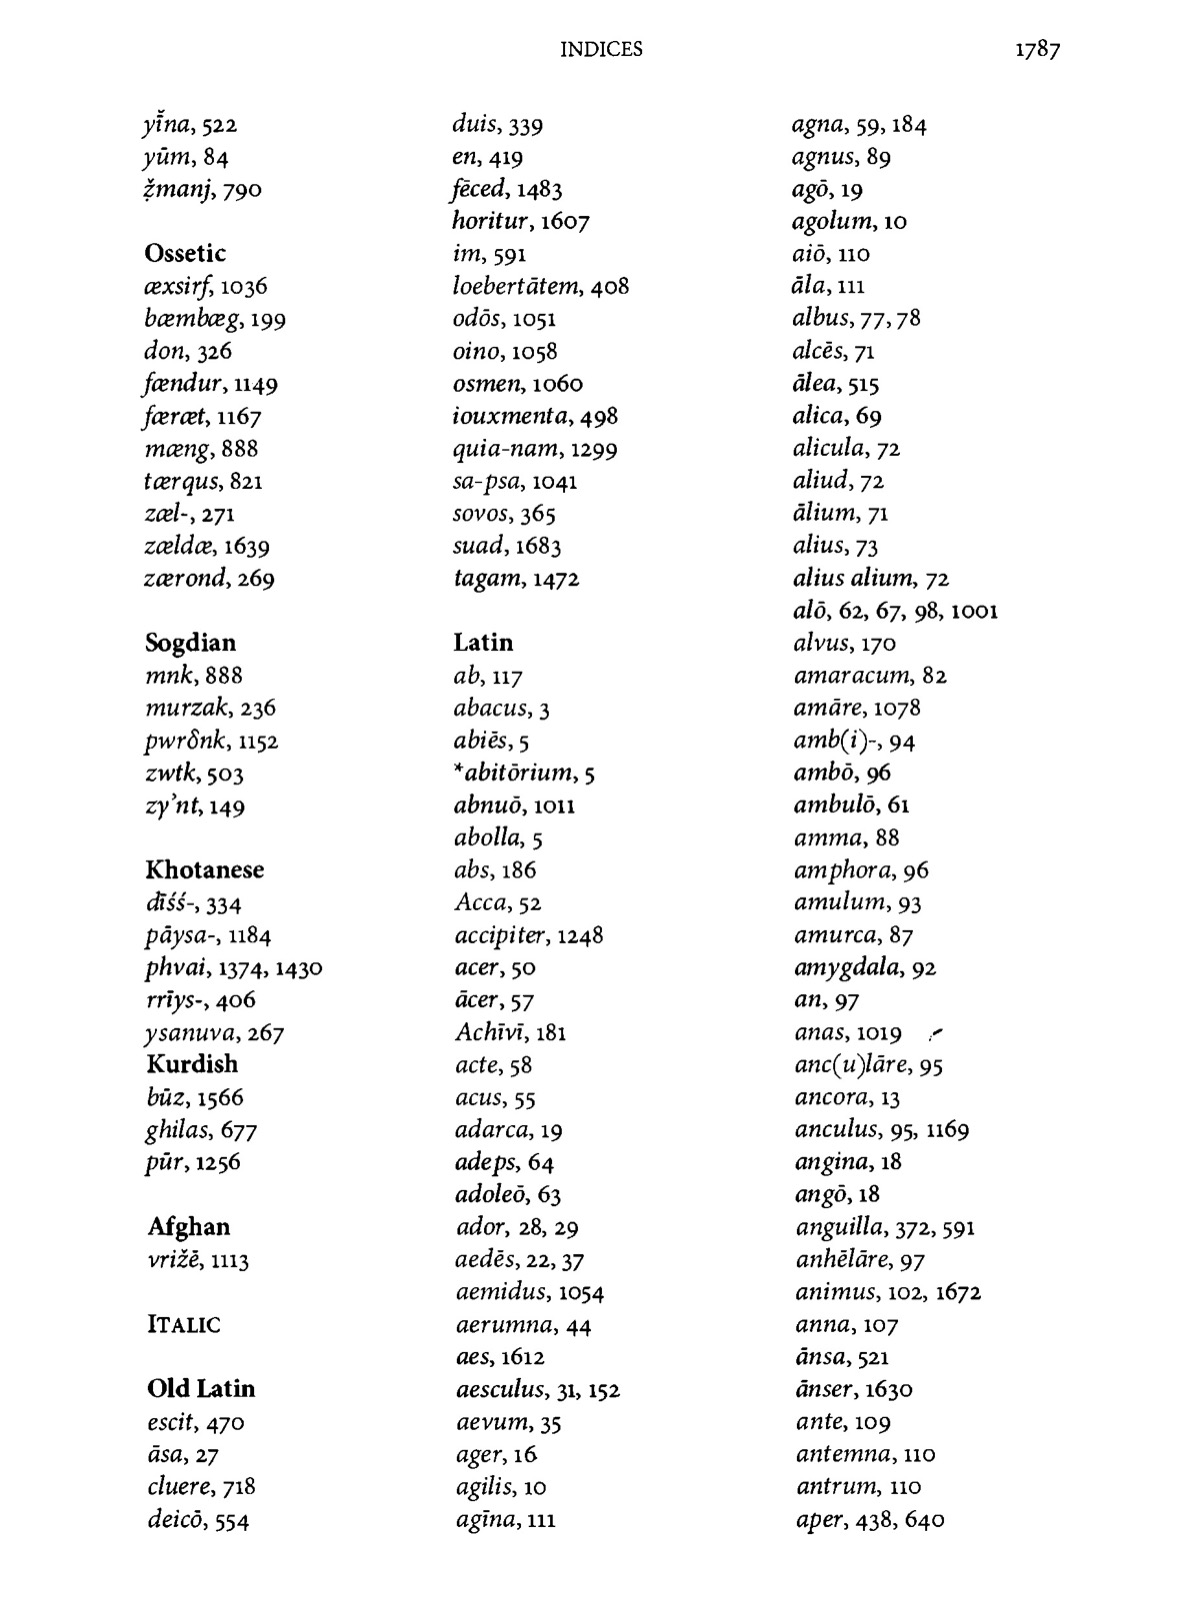 INDICES 1787
yī̆na, 522
yūm, 84
ẓ̌manj, 790
Ossetic
æxsirf, 1036
bæmbæg, 199
don, 326
fændur, 1149
færæt, 1167
mæng, 888
tærqus, 821
zæl-, 271
zældæ, 1639
zærond, 269
Sogdian
mnk, 888
murzak, 236
pwrδnk, 1152
zwtk, 503
zyʾnt, 149
Khotanese
dīśś-, 334
pāysa-, 1184
phvai, 1374, 1430
rrīys-, 406
ysanuva, 267
Kurdish
būz, 1566
ghilas, 677
pūr, 1256
Afghan
vrižē, 1113
ITALIC
Old Latin
escit, 470
āsa, 27
cluere, 718
deicō, 554
duis, 339
en, 419
fēced, 1483
horitur, 1607
im, 591
loebertātem, 408
odōs, 1051
oino, 1058
osmen, 1060
iouxmenta, 498
quia-nam, 1299
sa-psa, 1041
sovos, 365
suad, 1683
tagam, 1472
Latin
ab, 117
abacus, 3
abiēs, 5
*abitōrium, 5
abnuō, 1011
abolla, 5
abs, 186
Acca, 52
accipiter, 1248
acer, 50
ācer, 57
Achīvī, 181
acte, 58
acus, 55
adarca, 19
adeps, 64
adoleō, 63
ador, 28, 29
aedēs, 22, 37
aemidus, 1054
aerumna, 44
aes, 1612
aesculus, 31, 152
aevum, 35
ager, 16
agilis, 10
agīna, 111
agna, 59, 184
agnus, 89
agō, 19
agolum, 10
aiō, 110
āla, 111
albus, 77, 78
alcēs, 71
ālea, 515
alica, 69
alicula, 72
aliud, 72
ālium, 71
alius, 73
alius alium, 72
alō, 62, 67, 98, 1001
alvus, 170
amaracum, 82
amāre, 1078
amb(i)-, 94
ambō, 96
ambulō, 61
amma, 88
amphora, 96
amulum, 93
amurca, 87
amygdala, 92
an, 97
anas, 1019
anc(u)lāre, 95
ancora, 13
anculus, 95, 1169
angina, 18
angō, 18
anguilla, 372, 591
anhēlāre, 97
animus, 102, 1672
anna, 107
ānsa, 521
ānser, 1630
ante, 109
antemna, 110
antrum, 110
aper, 438, 640